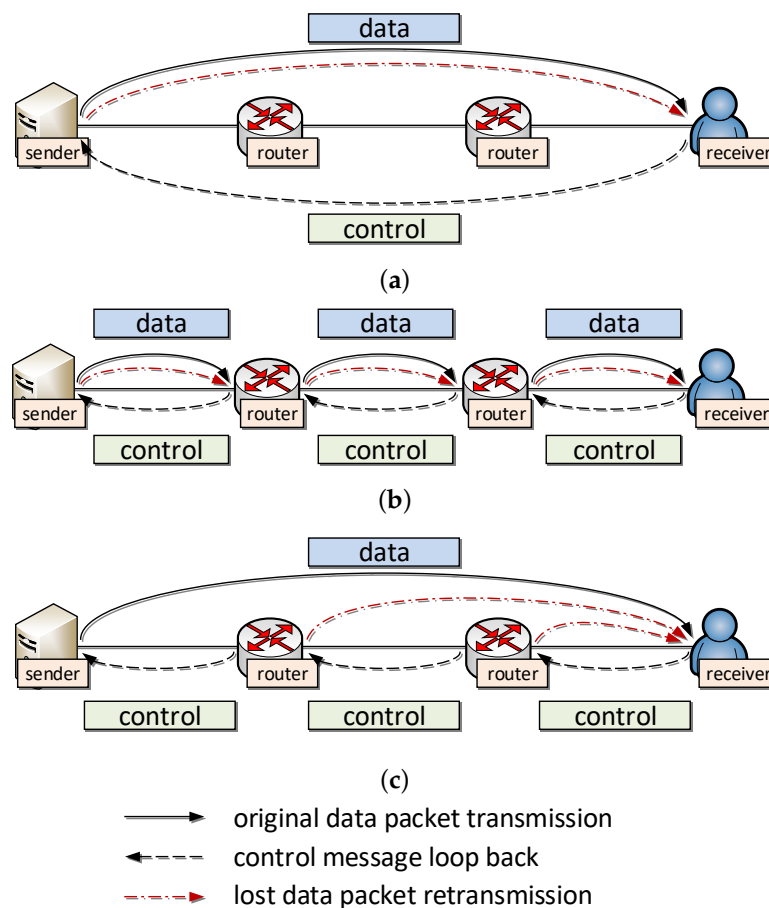 data
sender
router
router
receiver
control
(a)
data
data
data
sender
router
router
receiver
control
control
control
(b)
data
sender
router
router
receiver
control
control
control
(c)
original data packet transmission
control message loop back
lost data packet retransmission